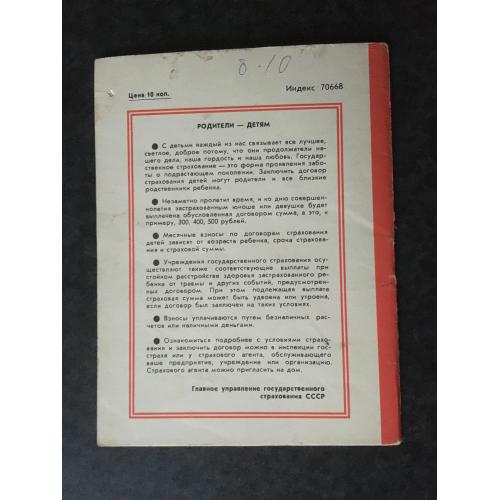 0-10
Цена 10 коп.
Индекс 70668
РОДИТЕЛИ — ДЕТЯМ
● С детьми каждый из нас связывает все лучшее,
светлое, доброе потому, что они продолжатели на-
шего дела, наша гордость и наша любовь. Государ-
ственное страхование — это форма проявления забо-
ты о подрастающем поколении. Заключить договор
страхования детей могут родители и все близкие
родственники ребенка.
● Незаметно пролетит время, и ко дню совершен-
нолетия застрахованным юноше или девушке будет
выплачена обусловленная договором сумма, а это, к
примеру, 300, 400, 500 рублей.
● Месячные взносы по договорам страхования
детей зависят от возраста ребенка, срока страхова-
ния и страховой суммы.
● Учреждения государственного страхования осу-
ществляют также соответствующие выплаты при
стойком расстройстве здоровья застрахованного ре-
бенка от травмы и других событий, предусмотрен-
ных договором. При этом подлежащая выплате
страховая сумма может быть удвоена или утроена,
если договор был заключен на таких условиях.
● Взносы уплачиваются путем безналичных рас-
четов или наличными деньгами.
● Ознакомиться подробнее с условиями страхо-
вания и заключить договор можно в инспекции гос-
страха или у страхового агента, обслуживающего
ваше предприятие, учреждение или организацию.
Страхового агента можно пригласить на дом.
Главное управление государственного
страхования СССР